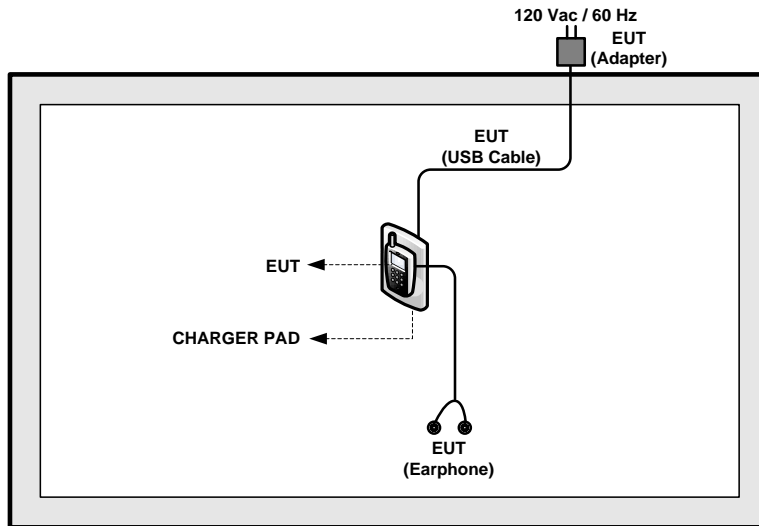 120 Vac / 60 Hz
EUT
(Adapter)
EUT
(USB Cable)
EUT
CHARGER PAD
EUT
(Earphone)